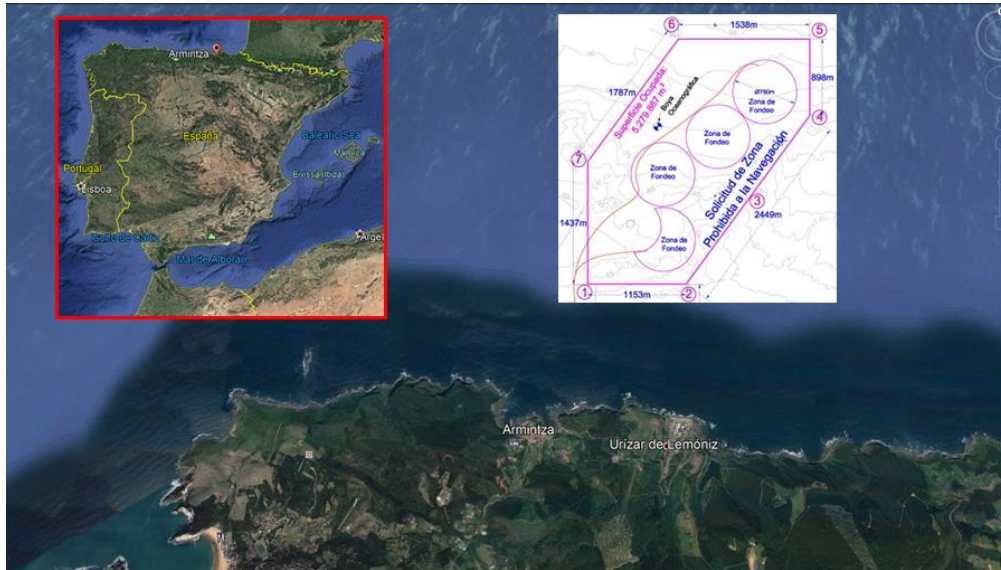 Armintza
España
Balearic Sea
Mallorca
Eivissa (Ibiza)
Portugal
Lisboa
Golfo de Cádiz
Mar de Alborán
Argel
6
1538m
5
1787m
Superficie Ocupada:
5.279.887 m²
Boya
Oceanográfica
Ø750m
Zona de
Fondeo
898m
4
Zona de
Fondeo
7
Zona de
Fondeo
Solicitud de Zona
Prohibida a la Navegación
3
2449m
1437m
Zona de
Fondeo
1
2
1153m
Armintza
Urízar de Lemóniz